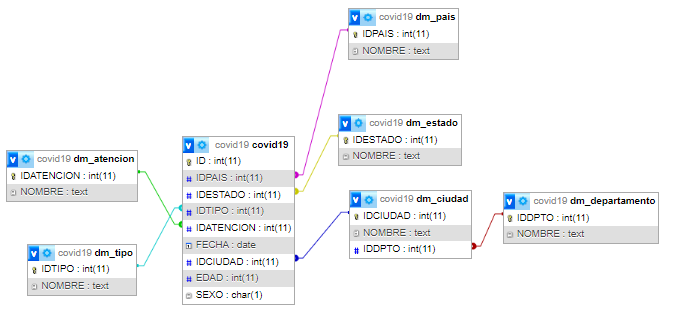 covid19 dm_pais
IDPAIS : int(11)
NOMBRE : text
covid19 dm_estado
IDESTADO : int(11)
NOMBRE : text
covid19 dm_atencion
IDATENCION : int(11)
NOMBRE : text
covid19 covid19
ID : int(11)
IDPAIS : int(11)
IDESTADO : int(11)
IDTIPO : int(11)
IDATENCION : int(11)
FECHA : date
IDCIUDAD : int(11)
EDAD : int(11)
SEXO : char(1)
covid19 dm_ciudad
IDCIUDAD : int(11)
NOMBRE : text
IDDPTO : int(11)
covid19 dm_departamento
IDDPTO : int(11)
NOMBRE : text
covid19 dm_tipo
IDTIPO : int(11)
NOMBRE : text